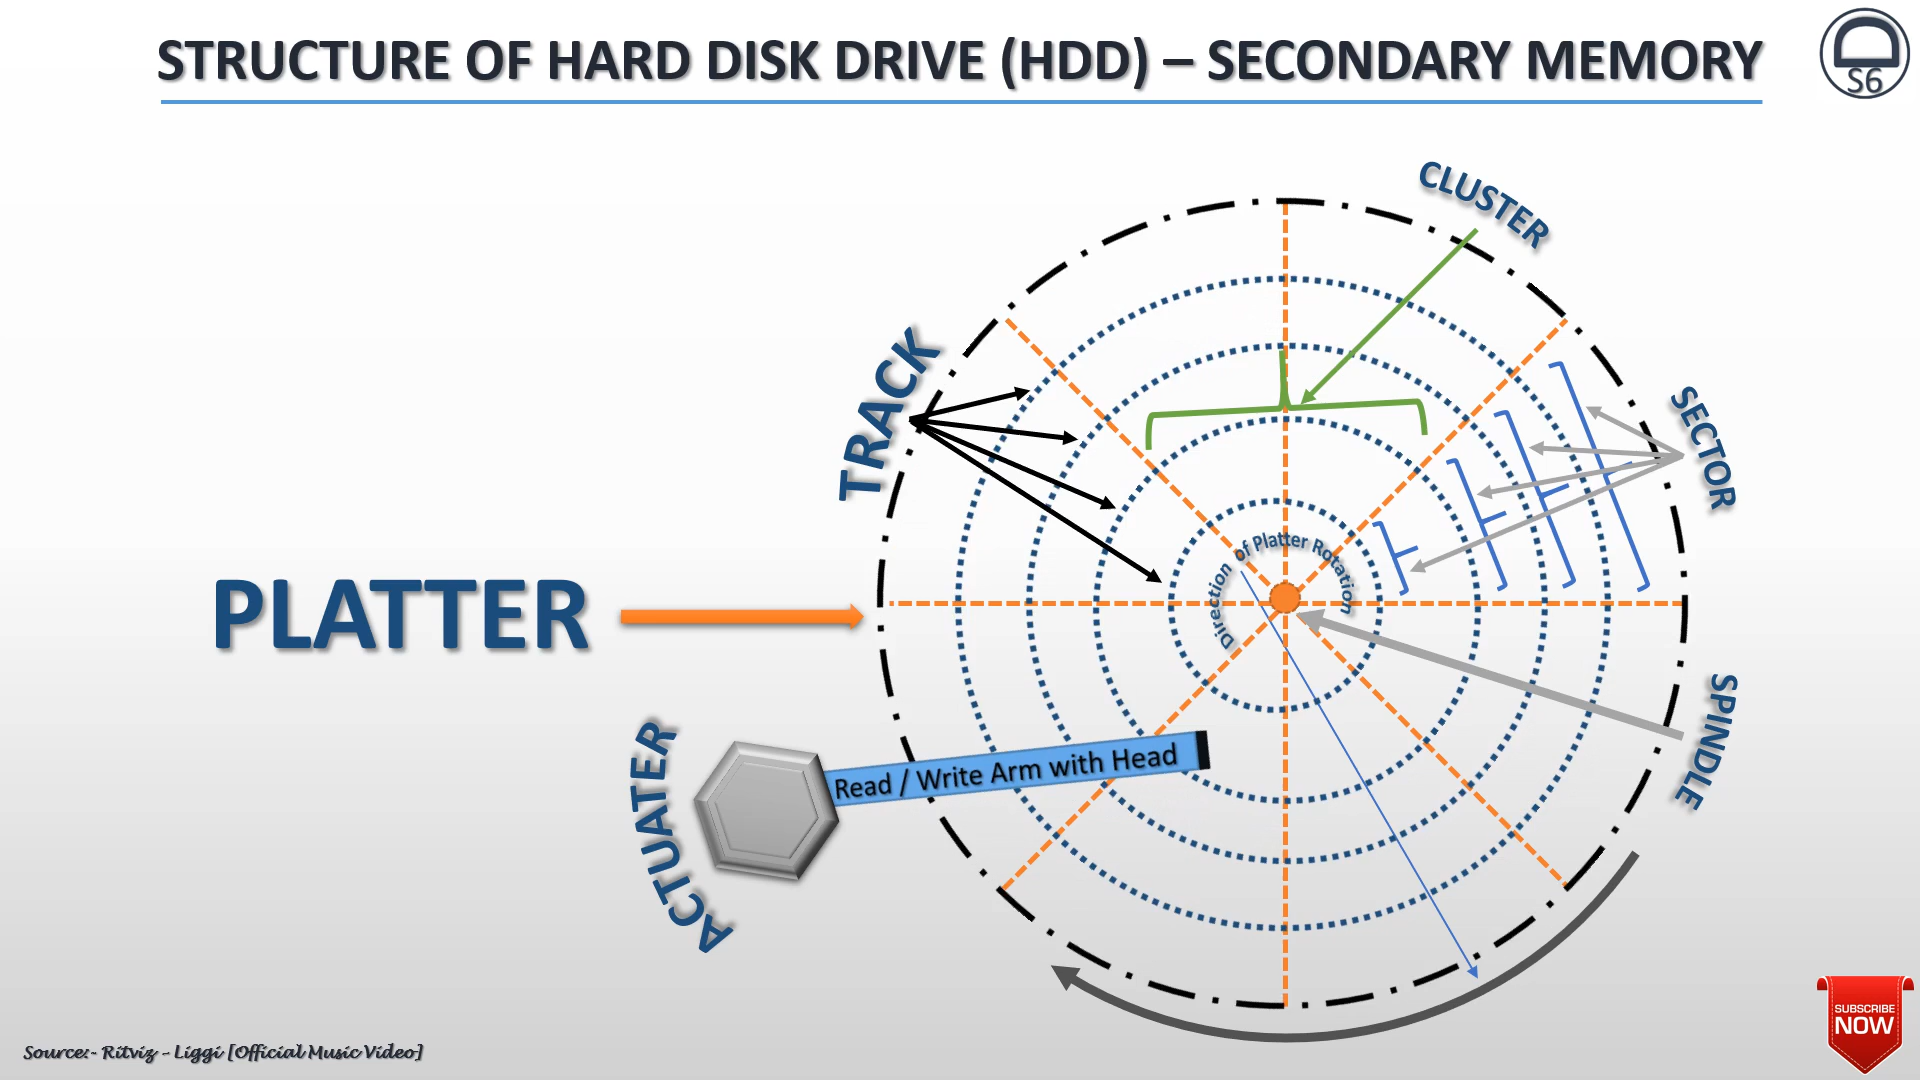 STRUCTURE OF HARD DISK DRIVE (HDD) – SECONDARY MEMORY
S6
CLUSTER
TRACK
SECTOR
Direction of Platter Rotation
PLATTER
SPINDLE
ACTUATER
Read / Write Arm with Head
SUBSCRIBE
NOW
Source:- Ritviz - Liggi [Official Music Video]